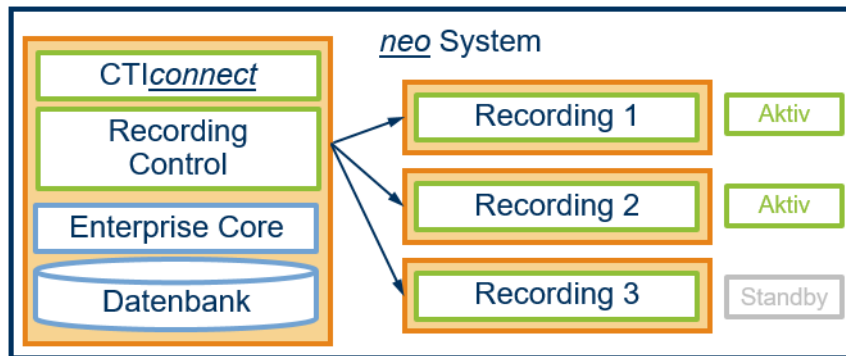 neo System
CTIconnect
Recording
Control
Enterprise Core
Datenbank
Recording 1
Aktiv
Recording 2
Aktiv
Recording 3
Standby